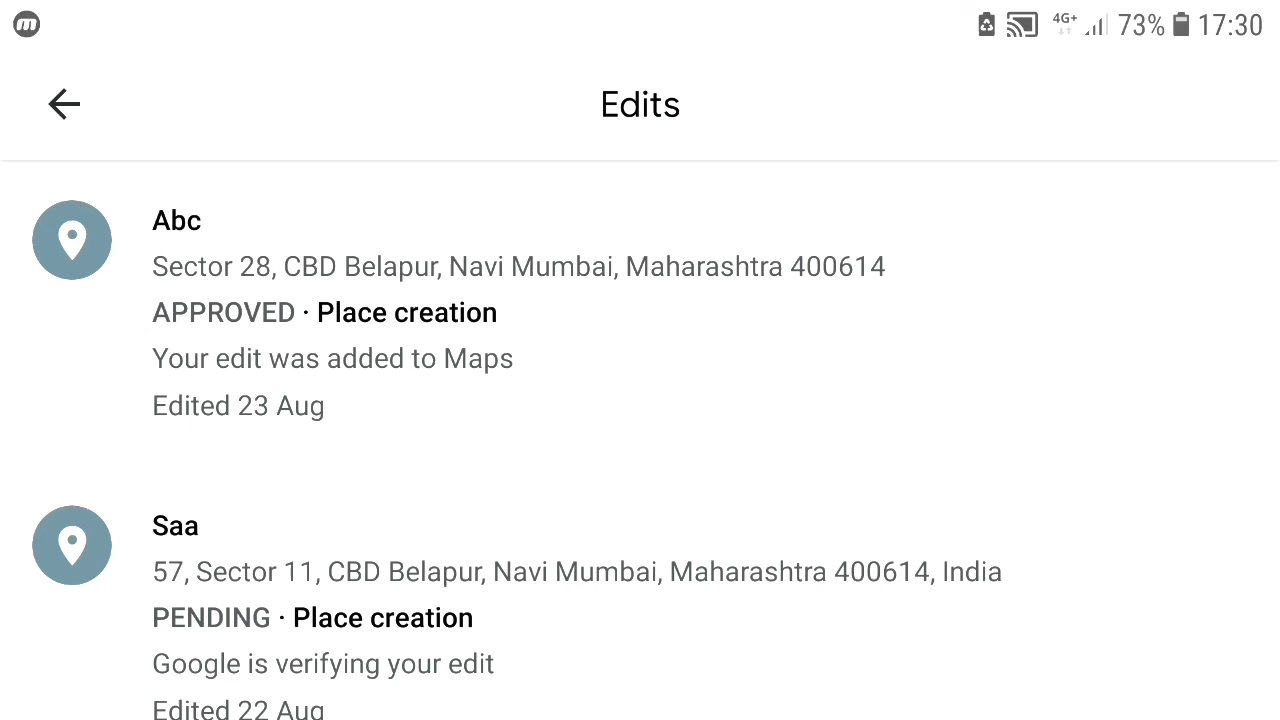 4G+ 73% 17:30
Edits
Abc
Sector 28, CBD Belapur, Navi Mumbai, Maharashtra 400614
APPROVED · Place creation
Your edit was added to Maps
Edited 23 Aug
Saa
57, Sector 11, CBD Belapur, Navi Mumbai, Maharashtra 400614, India
PENDING · Place creation
Google is verifying your edit
Edited 22 Aug